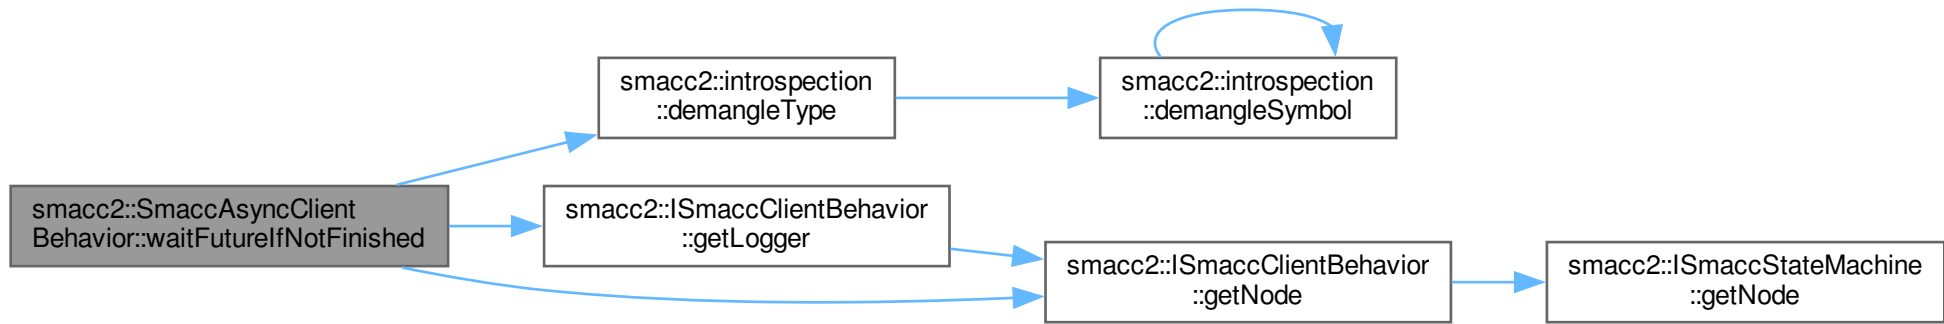 smacc2::introspection
::demangleType
smacc2::introspection
::demangleSymbol
smacc2::SmaccAsyncClient
Behavior::waitFutureIfNotFinished
smacc2::ISmaccClientBehavior
::getLogger
smacc2::ISmaccClientBehavior
::getNode
smacc2::ISmaccStateMachine
::getNode